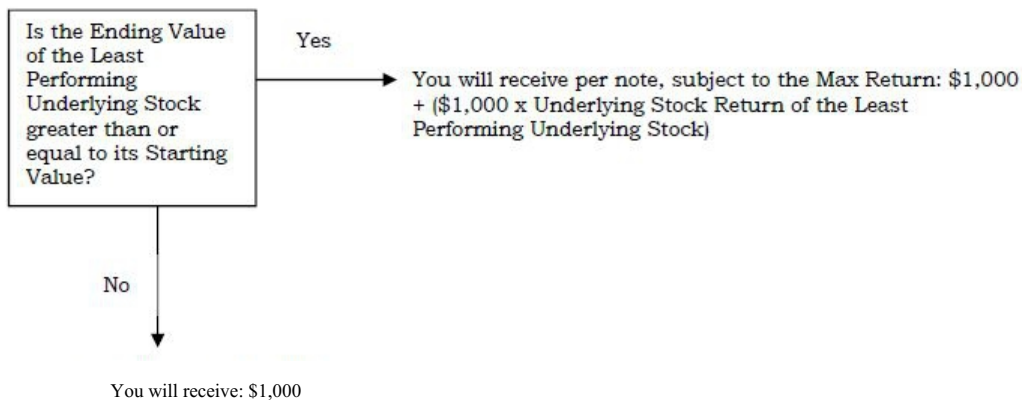 Is the Ending Value
of the Least
Performing
Underlying Stock
greater than or
equal to its Starting
Value?
Yes
You will receive per note, subject to the Max Return: $1,000
+ ($1,000 x Underlying Stock Return of the Least
Performing Underlying Stock)
No
You will receive: $1,000